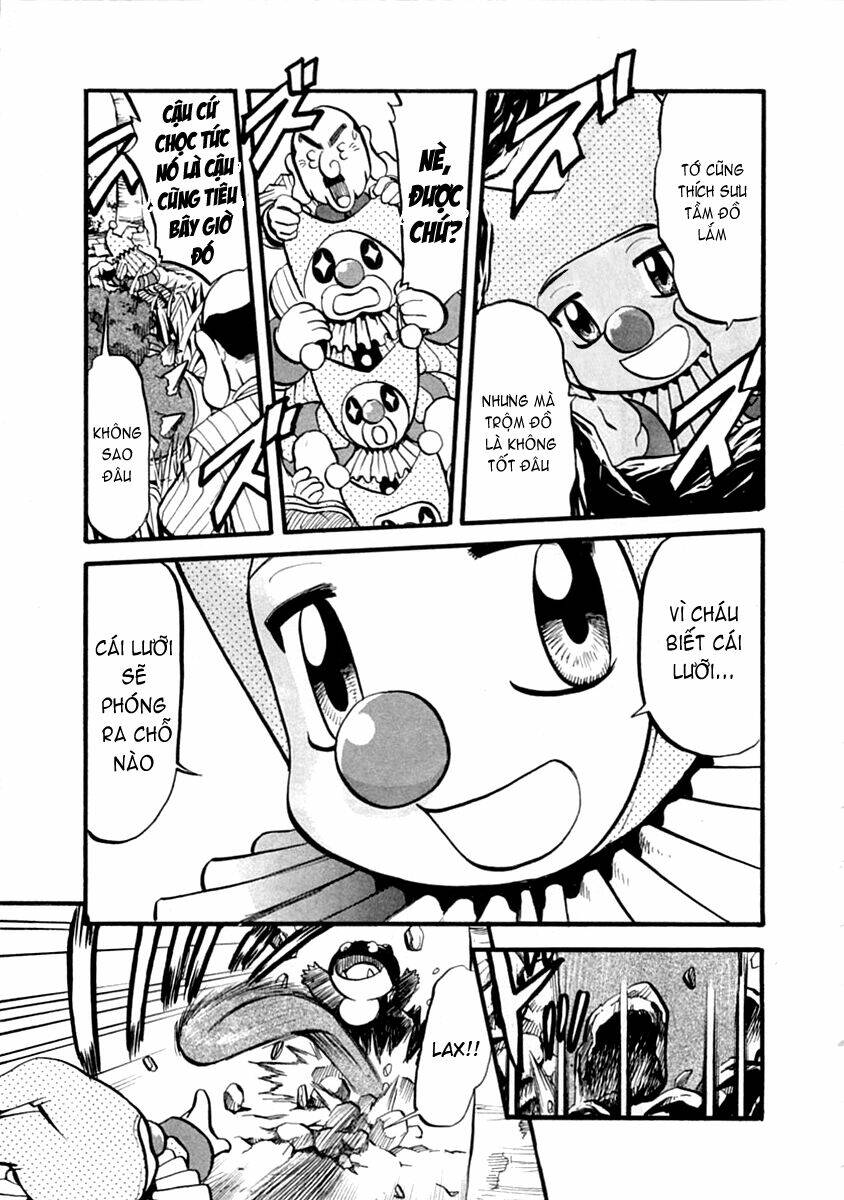 TỚ CŨNG
THÍCH SƯU
TẦM ĐỒ
LẮM
NHƯNG MÀ
TRỘM ĐỒ
LÀ KHÔNG
TỐT ĐÂU
NÈ,
ĐƯỢC
CHỨ?
CẬU CỨ
CHỌC TỨC
NÓ LÀ CẬU
CŨNG TIÊU
BÂY GIỜ
ĐÓ
KHÔNG
SAO
ĐÂU
VÌ CHÁU
BIẾT CÁI
LƯỠI...
CÁI LƯỠI
SẼ
PHÓNG
RA CHỖ
NÀO
LAX!!